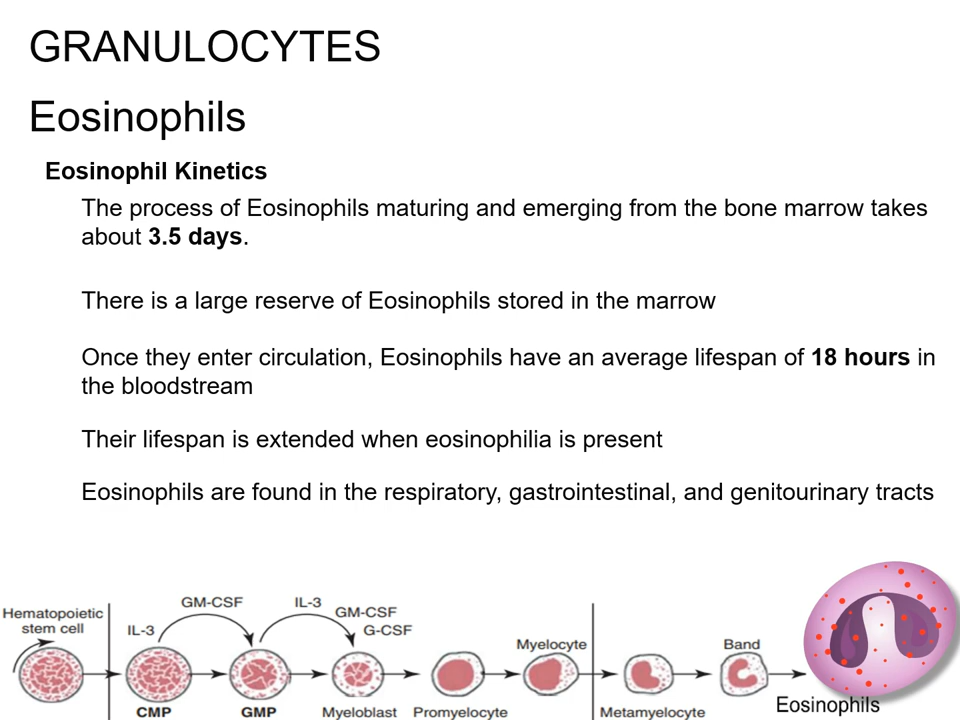 GRANULOCYTES
Eosinophils
Eosinophil Kinetics
The process of Eosinophils maturing and emerging from the bone marrow takes
about 3.5 days.
There is a large reserve of Eosinophils stored in the marrow
Once they enter circulation, Eosinophils have an average lifespan of 18 hours in
the bloodstream
Their lifespan is extended when eosinophilia is present
Eosinophils are found in the respiratory, gastrointestinal, and genitourinary tracts
Hematopoietic
stem cell
IL-3
GM-CSF
IL-3
GM-CSF
G-CSF
Myelocyte
Band
CMP
GMP
Myeloblast
Promyelocyte
Metamyelocyte
Eosinophils